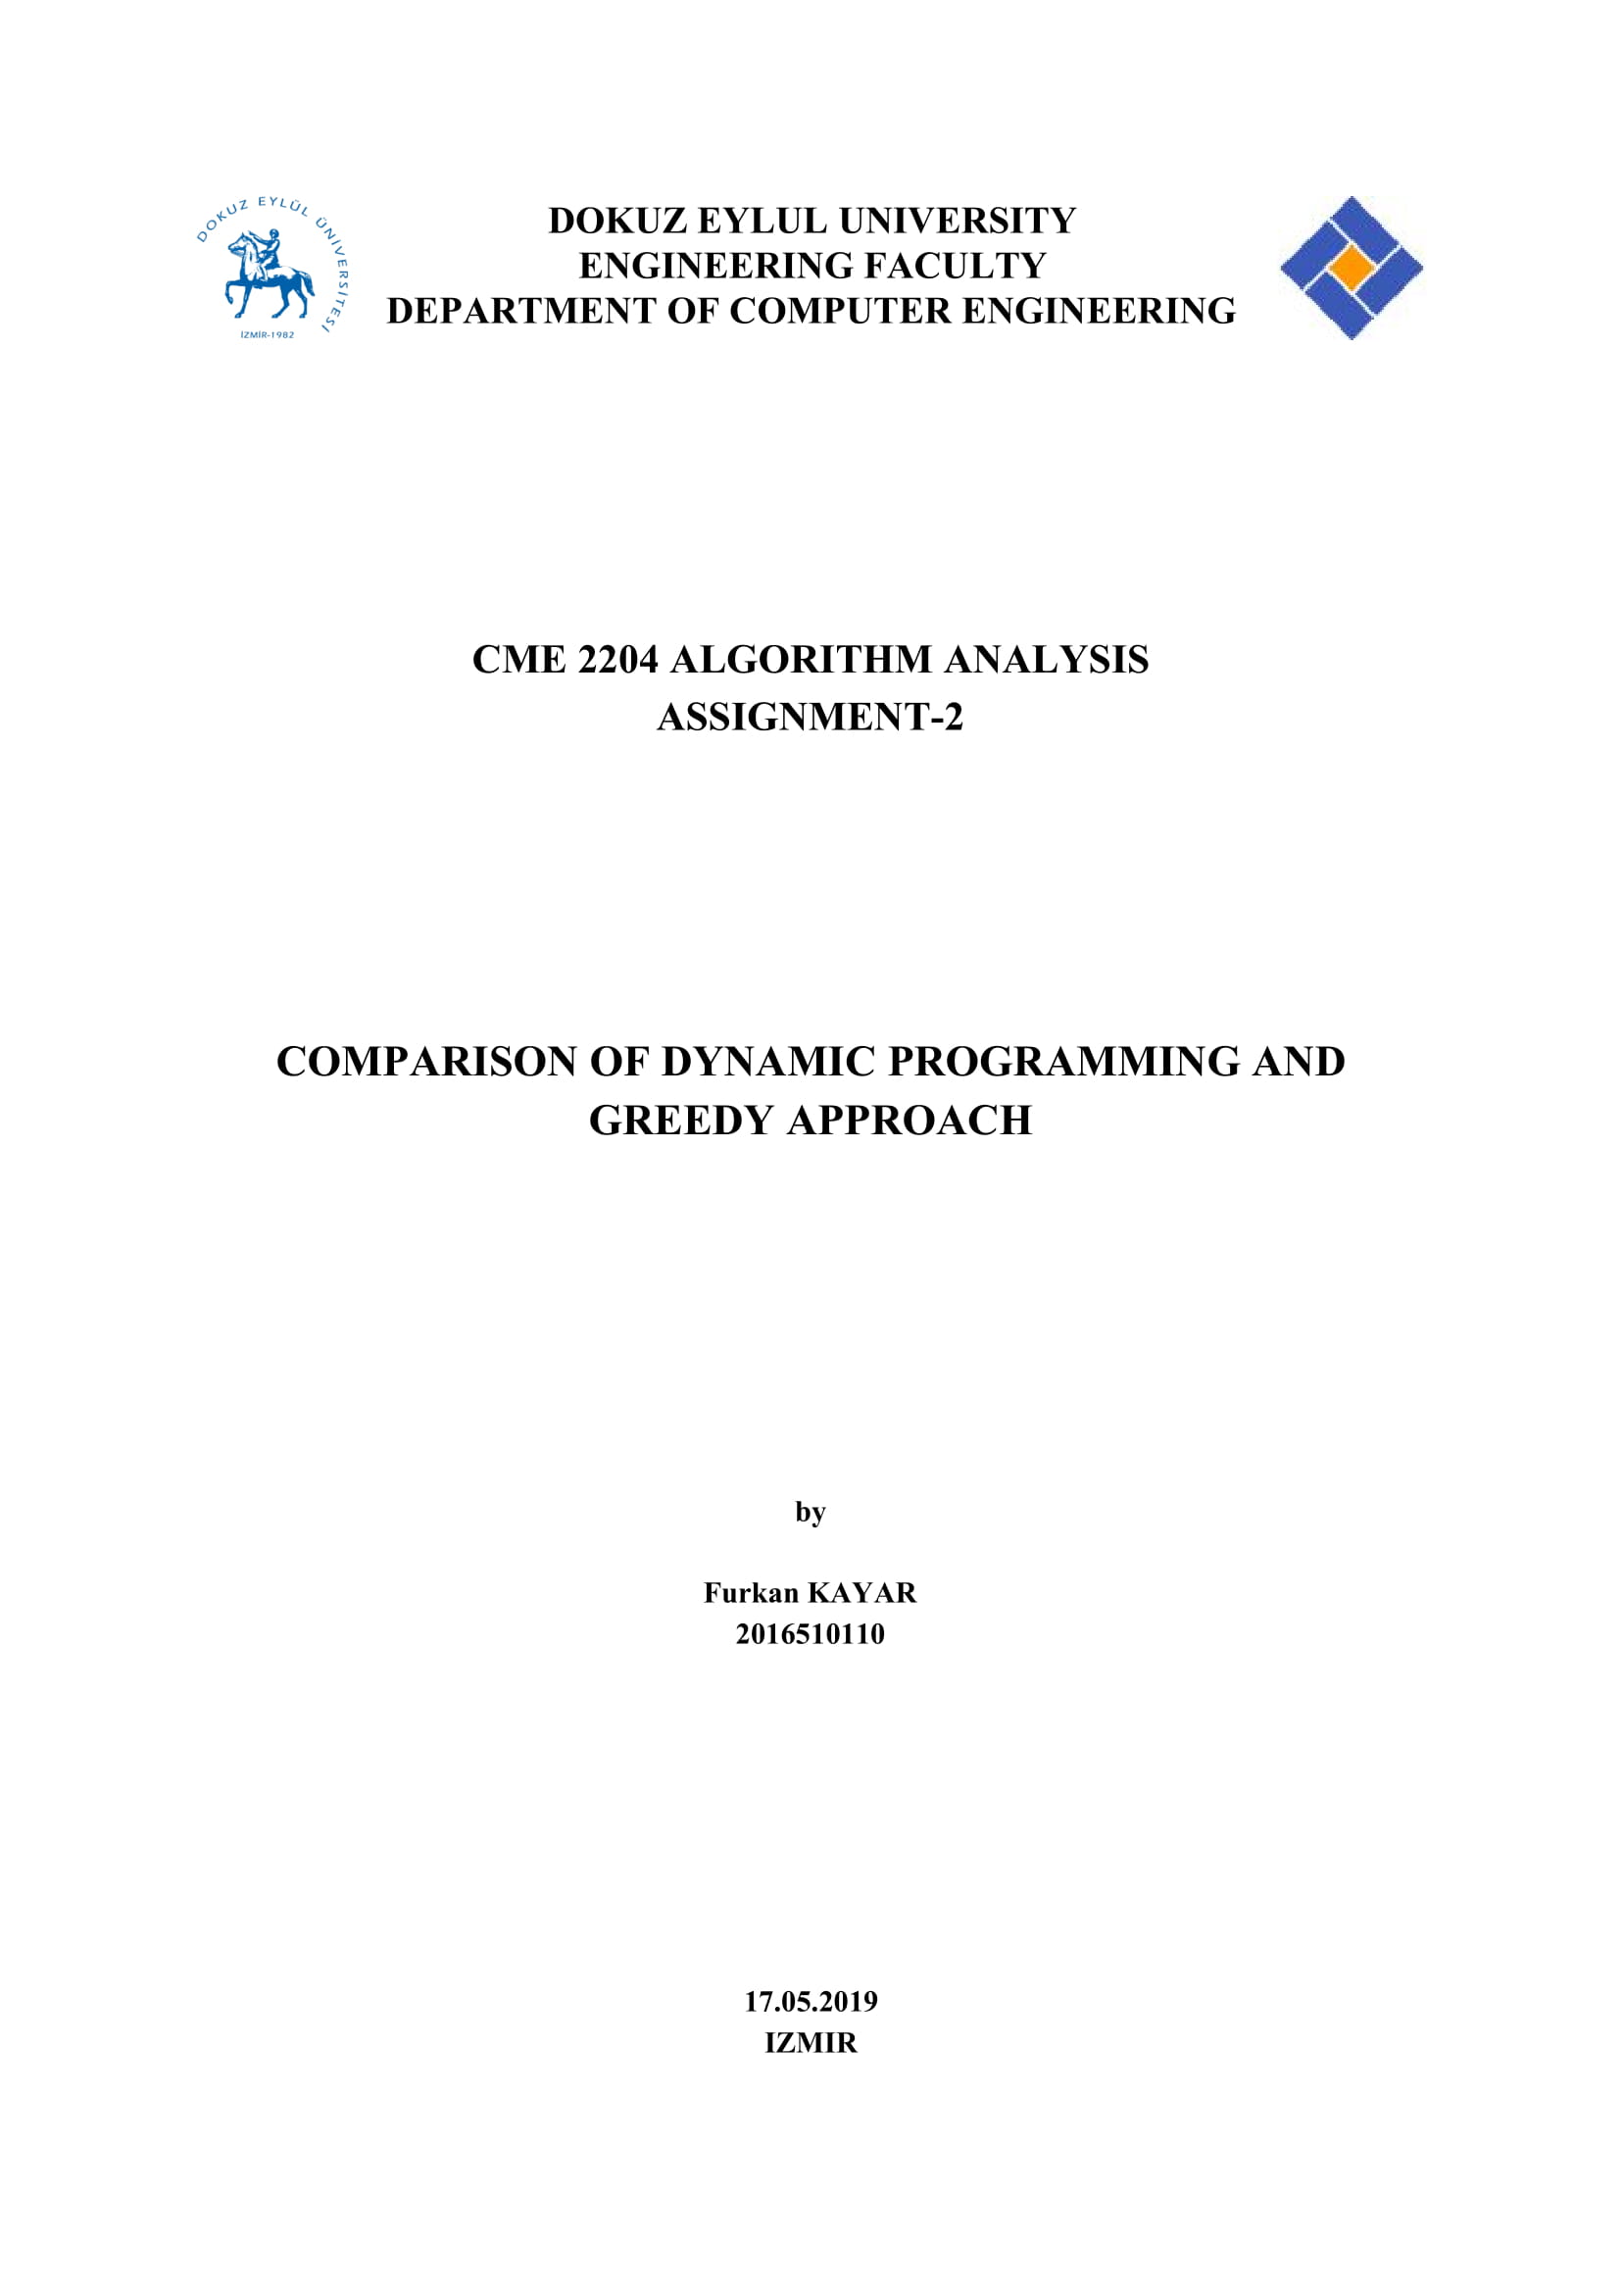 DOKUZ EYLÜL ÜNİVERSİTESİ
İZMİR-1982
DOKUZ EYLUL UNIVERSITY
ENGINEERING FACULTY
DEPARTMENT OF COMPUTER ENGINEERING
CME 2204 ALGORITHM ANALYSIS
ASSIGNMENT-2
COMPARISON OF DYNAMIC PROGRAMMING AND
GREEDY APPROACH
by
Furkan KAYAR
2016510110
17.05.2019
IZMIR